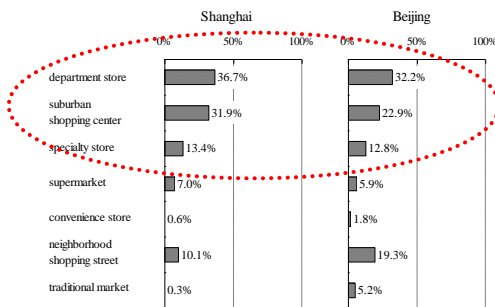 Shanghai Beijing
0% 50% 100% 0% 50% 100%
department store 36.7% 32.2%
suburban
shopping center 31.9% 22.9%
specialty store 13.4% 12.8%
supermarket 7.0% 5.9%
convenience store 0.6% 1.8%
neighborhood
shopping street 10.1% 19.3%
traditional market 0.3% 5.2%